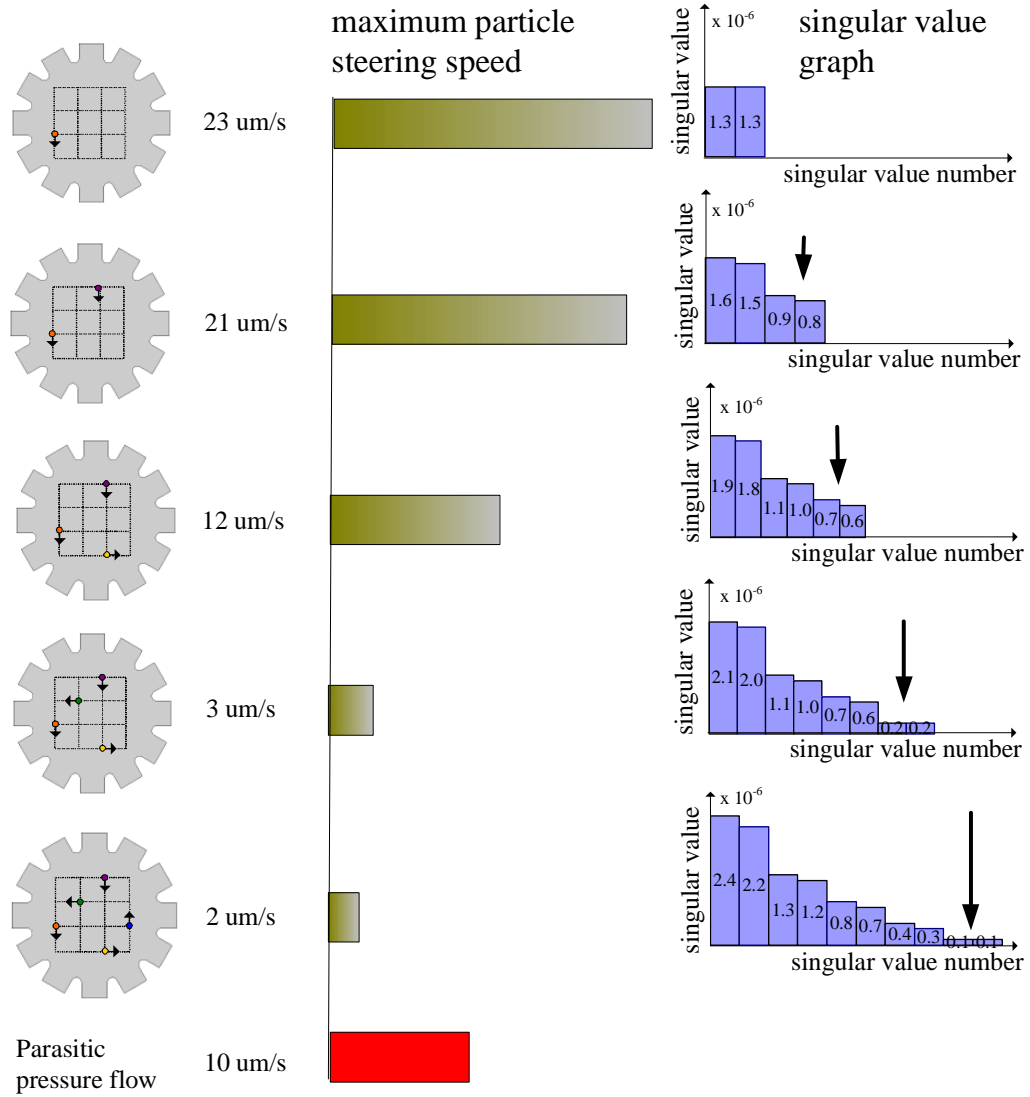 maximum particle
steering speed
singular value
graph
23 um/s
singular value
x 10⁻⁶
1.3 1.3
singular value number
21 um/s
singular value
x 10⁻⁶
1.6 1.5 0.9 0.8
singular value number
12 um/s
singular value
x 10⁻⁶
1.9 1.8 1.1 1.0 0.7 0.6
singular value number
3 um/s
singular value
x 10⁻⁶
2.1 2.0 1.1 1.0 0.7 0.6 0.2 0.2
singular value number
2 um/s
singular value
x 10⁻⁶
2.4 2.2 1.3 1.2 0.8 0.7 0.4 0.3 0.1 0.1
singular value number
Parasitic
pressure flow
10 um/s